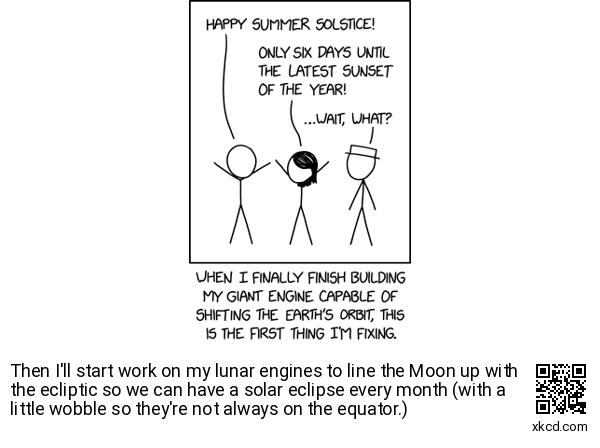 HAPPY SUMMER SOLSTICE!
ONLY SIX DAYS UNTIL
THE LATEST SUNSET
OF THE YEAR!
...WAIT, WHAT?
WHEN I FINALLY FINISH BUILDING
MY GIANT ENGINE CAPABLE OF
SHIFTING THE EARTH'S ORBIT, THIS
IS THE FIRST THING I'M FIXING.
Then I'll start work on my lunar engines to line the Moon up with
the ecliptic so we can have a solar eclipse every month (with a
little wobble so they're not always on the equator.)
xkcd.com